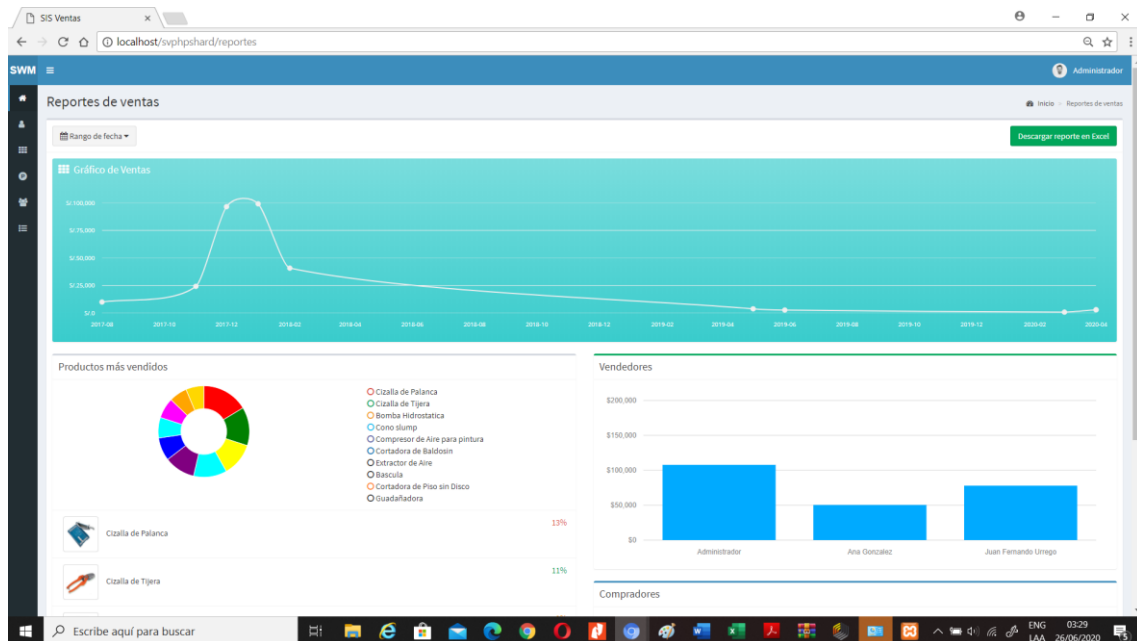 SIS Ventas
localhost/svphpshard/reportes
SWM
Administrador
Reportes de ventas
Inicio > Reportes de ventas
Rango de fecha
Descargar reporte en Excel
Gráfico de Ventas
S/.100,000
S/.75,000
S/.50,000
S/.25,000
S/.0
2017-08 2017-10 2017-12 2018-02 2018-04 2018-06 2018-08 2018-10 2018-12 2019-02 2019-04 2019-06 2019-08 2019-10 2019-12 2020-02 2020-04
Productos más vendidos
Cizalla de Palanca
Cizalla de Tijera
Bomba Hidrostatica
Cono slump
Compresor de Aire para pintura
Cortadora de Baldosin
Extractor de Aire
Bascula
Cortadora de Piso sin Disco
Guadañadora
Cizalla de Palanca
13%
Cizalla de Tijera
11%
Vendedores
$200,000
$150,000
$100,000
$50,000
$0
Administrador Ana Gonzalez Juan Fernando Urrego
Compradores
Escribe aquí para buscar
ENG
LAA
03:29
26/06/2020